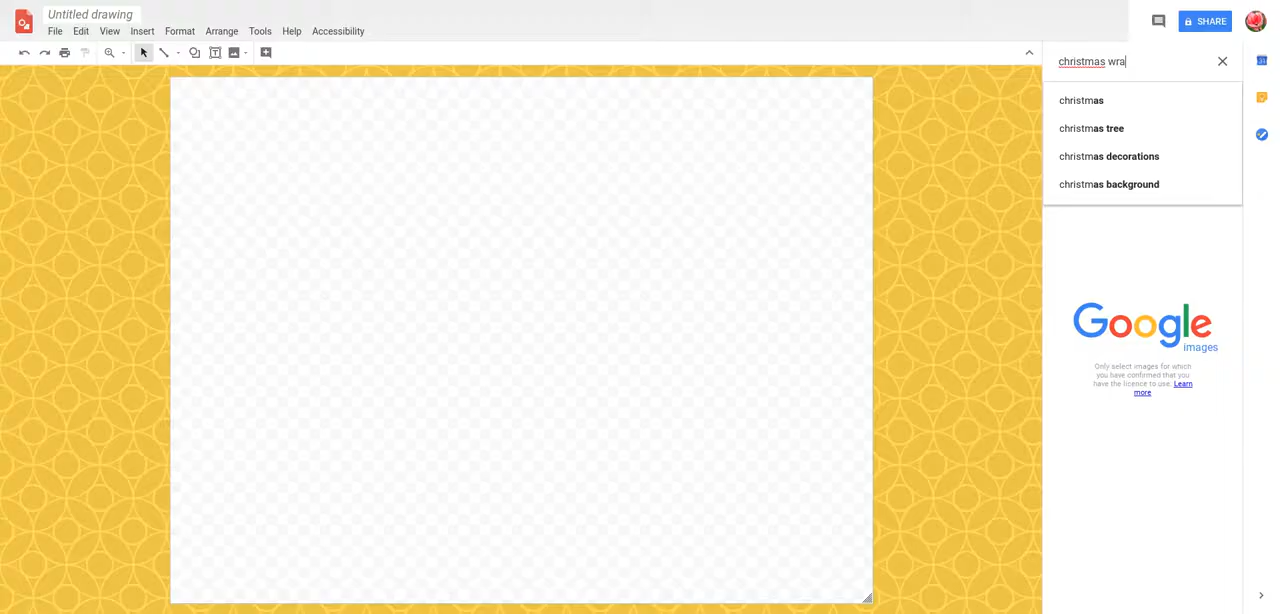 Untitled drawing
File Edit View Insert Format Arrange Tools Help Accessibility
SHARE
christmas wra
christmas
christmas tree
christmas decorations
christmas background
Google
images
Only select images for which
you have confirmed that you
have the licence to use. Learn
more
31